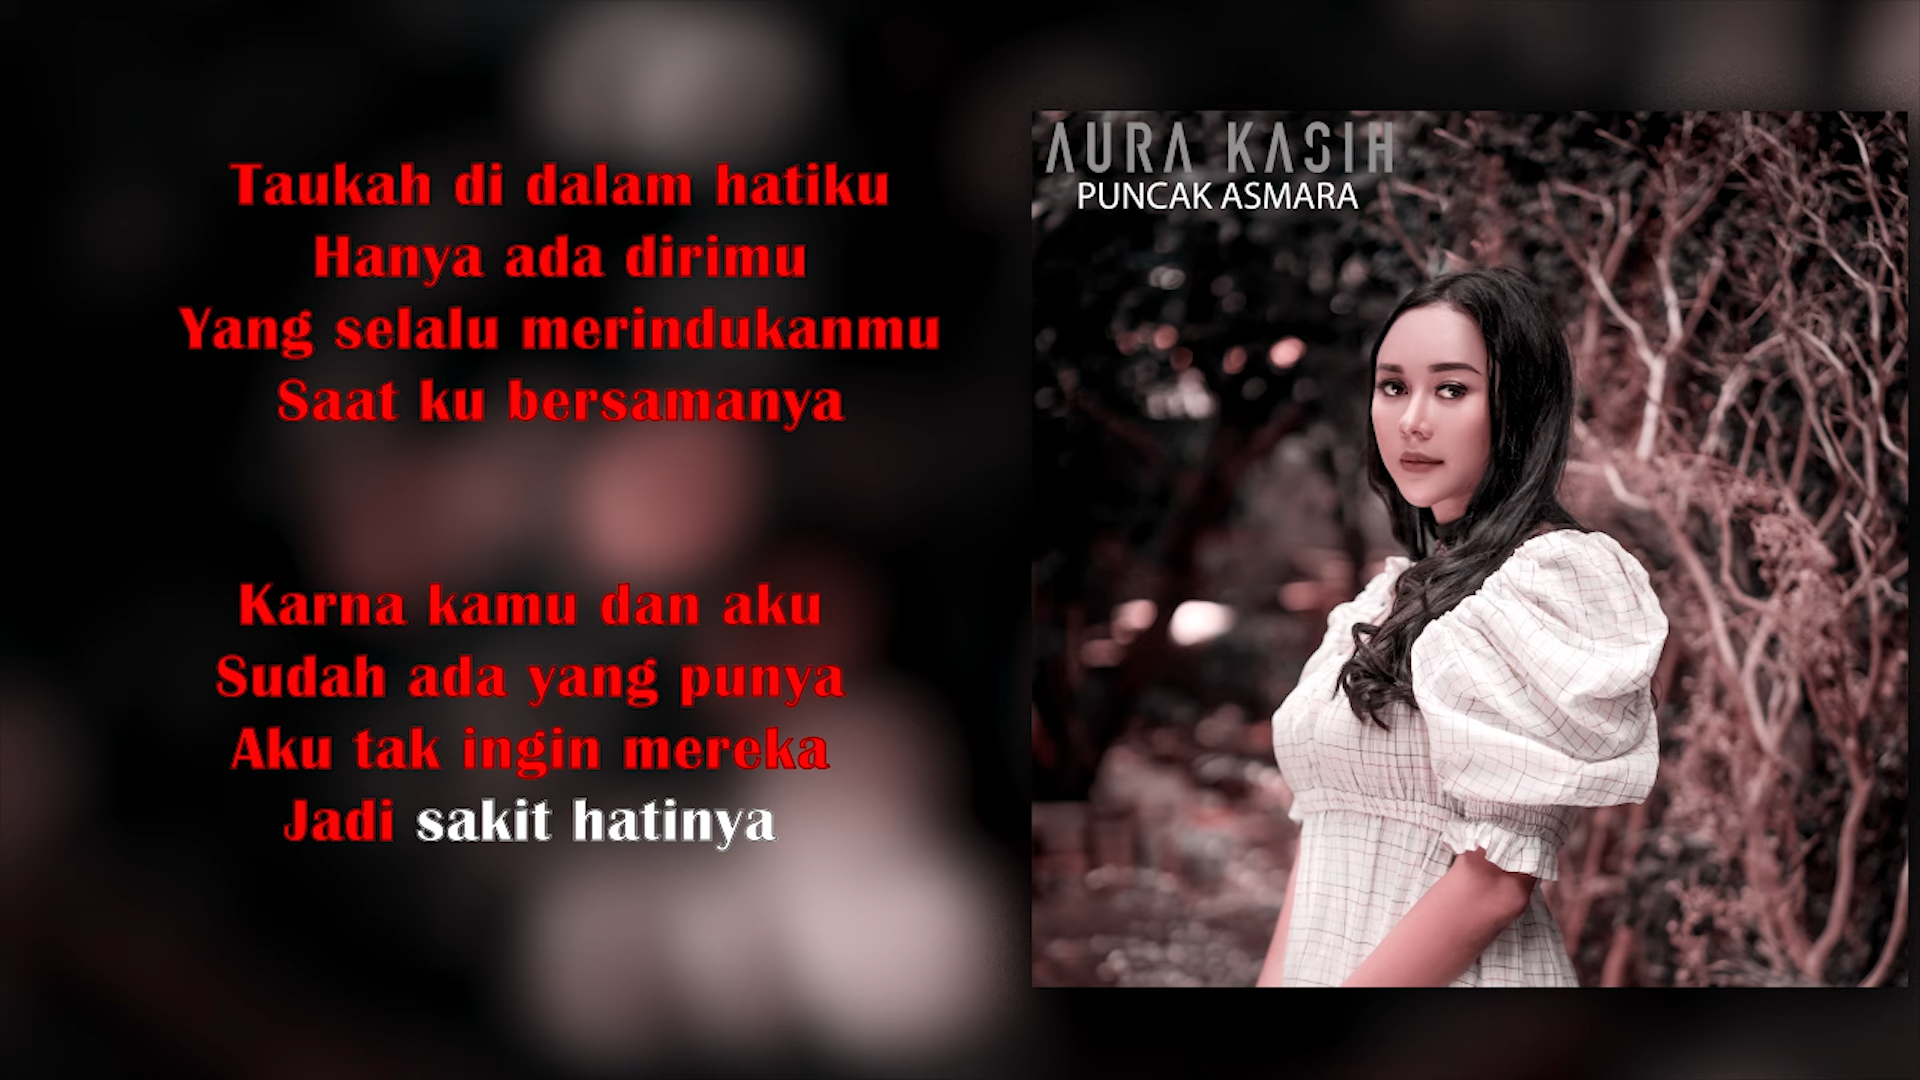 Taukah di dalam hatiku
Hanya ada dirimu
Yang selalu merindukanmu
Saat ku bersamanya
Karna kamu dan aku
Sudah ada yang punya
Aku tak ingin mereka
Jadi sakit hatinya
AURA KASIH
PUNCAK ASMARA